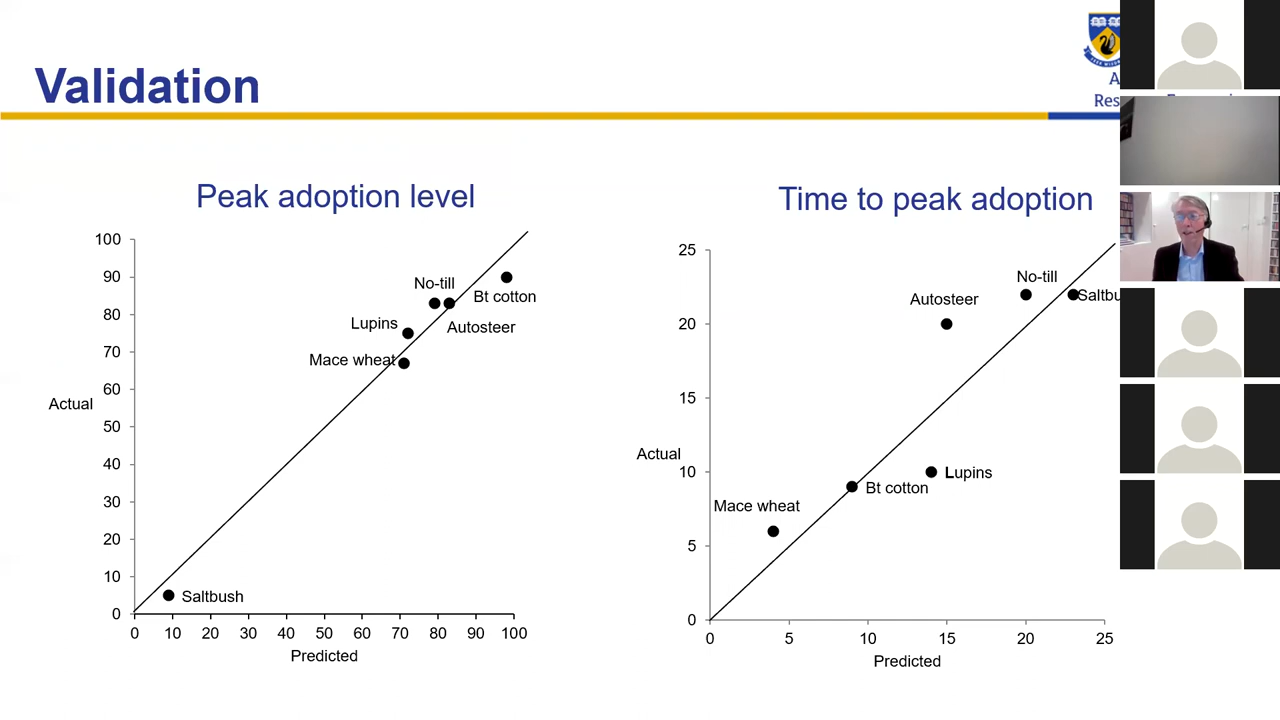 Validation
A
Res
Peak adoption level
100
90
80
70
60
50
40
30
20
10
0
Actual
No-till
Bt cotton
Lupins
Autosteer
Mace wheat
Saltbush
0 10 20 30 40 50 60 70 80 90 100
Predicted
Time to peak adoption
25
20
15
10
5
0
Actual
No-till
Saltbu
Autosteer
Lupins
Bt cotton
Mace wheat
0 5 10 15 20 25
Predicted